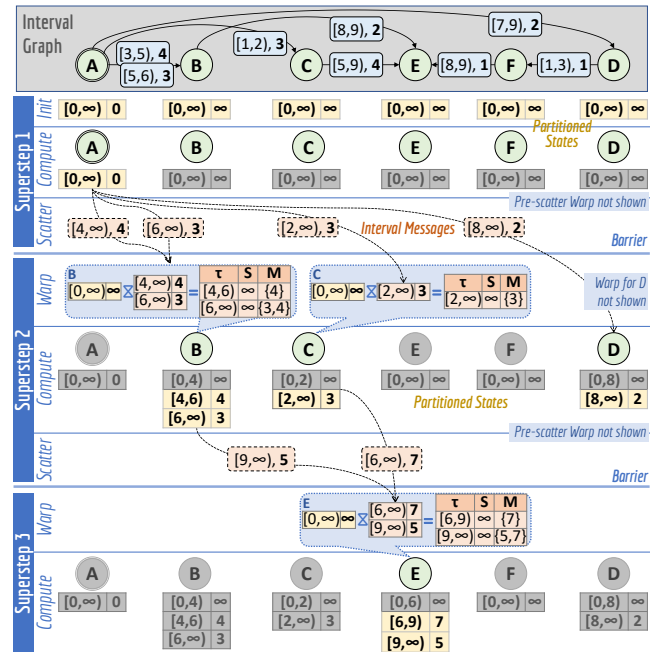 Interval
Graph
[7,9), 2
[8,9), 2
[1,2), 3
[3,5), 4
[5,6), 3
[5,9), 4
[8,9), 1
[1,3), 1
A B C E F D
Superstep 1
Init
[0,∞) 0 [0,∞) ∞ [0,∞) ∞ [0,∞) ∞ [0,∞) ∞ [0,∞) ∞
Partitioned
States
Compute
A B C E F D
[0,∞) 0 [0,∞) ∞ [0,∞) ∞ [0,∞) ∞ [0,∞) ∞ [0,∞) ∞
Pre-scatter Warp not shown
Scatter
[4,∞), 4 [6,∞), 3 [2,∞), 3 [8,∞), 2
Interval Messages
Barrier
Superstep 2
Warp
B
[0,∞) ∞ ⧖ [4,∞) 4 [6,∞) 3 =
τ S M
[4,6) ∞ {4}
[6,∞) ∞ {3,4}
C
[0,∞) ∞ ⧖ [2,∞) 3 =
τ S M
[2,∞) ∞ {3}
Warp for D
not shown
Compute
A B C E F D
[0,∞) 0 [0,4) ∞ [0,2) ∞ [0,∞) ∞ [0,∞) ∞ [0,8) ∞
[4,6) 4 [2,∞) 3 [8,∞) 2
[6,∞) 3
Partitioned States
Pre-scatter Warp not shown
Scatter
[9,∞), 5 [6,∞), 7
Barrier
Superstep 3
Warp
E
[0,∞) ∞ ⧖ [6,∞) 7 [9,∞) 5 =
τ S M
[6,9) ∞ {7}
[9,∞) ∞ {5,7}
Compute
A B C E F D
[0,∞) 0 [0,4) ∞ [0,2) ∞ [0,6) ∞ [0,∞) ∞ [0,8) ∞
[4,6) 4 [2,∞) 3 [6,9) 7 [8,∞) 2
[6,∞) 3 [9,∞) 5